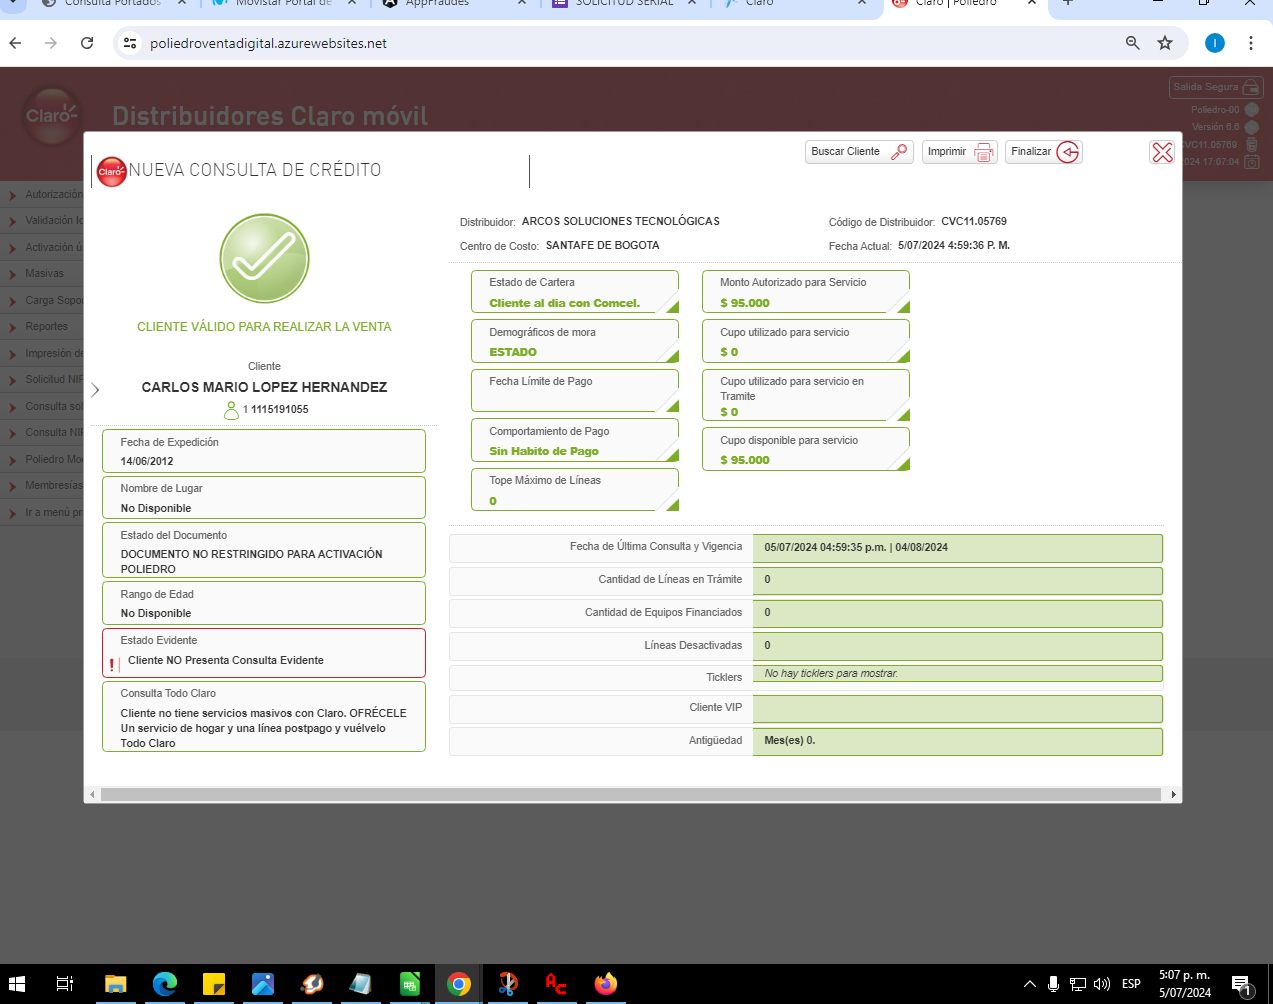 Consulta Portados
Movistar Portal de
AppFraudes
SOLICITUD SERIAL
Claro
Claro | Poliedro
poliedroventadigital.azurewebsites.net
Claro
Distribuidores Claro móvil
Salida Segura
Poliedro-00
Versión 6.6
CVC11.05769
2024 17:07:04
Autorización
Validación
Activación
Masivas
Carga
Reportes
Impresión de
Solicitud NIP
Consulta
Consulta NIP
Poliedro
Membresías
Ir a menú
Claro
NUEVA CONSULTA DE CRÉDITO
Buscar Cliente
Imprimir
Finalizar
CLIENTE VÁLIDO PARA REALIZAR LA VENTA
Cliente
CARLOS MARIO LOPEZ HERNANDEZ
1 1115191055
Fecha de Expedición
14/06/2012
Nombre de Lugar
No Disponible
Estado del Documento
DOCUMENTO NO RESTRINGIDO PARA ACTIVACIÓN
POLIEDRO
Rango de Edad
No Disponible
Estado Evidente
Cliente NO Presenta Consulta Evidente
Consulta Todo Claro
Cliente no tiene servicios masivos con Claro. OFRÉCELE
Un servicio de hogar y una línea postpago y vuélvelo
Todo Claro
Distribuidor: ARCOS SOLUCIONES TECNOLÓGICAS
Código de Distribuidor: CVC11.05769
Centro de Costo: SANTAFE DE BOGOTA
Fecha Actual: 5/07/2024 4:59:36 P. M.
Estado de Cartera
Cliente al dia con Comcel.
Demográficos de mora
ESTADO
Fecha Límite de Pago
Comportamiento de Pago
Sin Habito de Pago
Tope Máximo de Líneas
0
Monto Autorizado para Servicio
$ 95.000
Cupo utilizado para servicio
$ 0
Cupo utilizado para servicio en
Tramite
$ 0
Cupo disponible para servicio
$ 95.000
Fecha de Última Consulta y Vigencia
05/07/2024 04:59:35 p.m. | 04/08/2024
Cantidad de Líneas en Trámite
0
Cantidad de Equipos Financiados
0
Líneas Desactivadas
0
Ticklers
No hay ticklers para mostrar.
Cliente VIP
Antigüedad
Mes(es) 0.
ESP
5:07 p. m.
5/07/2024
1